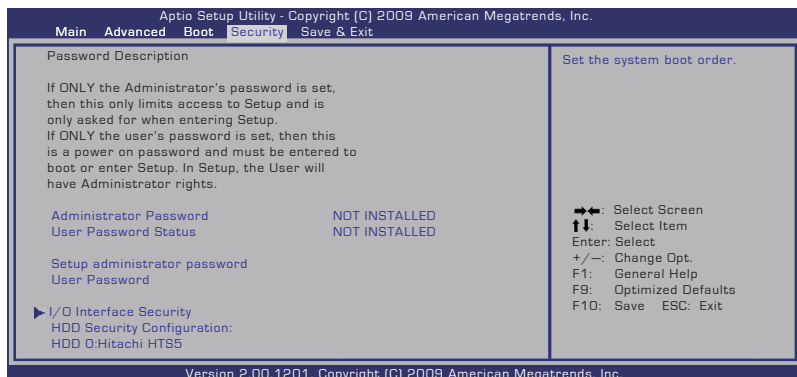 Aptio Setup Utility - Copyright (C) 2009 American Megatrends, Inc.
Main Advanced Boot Security Save & Exit
Password Description
If ONLY the Administrator's password is set,
then this only limits access to Setup and is
only asked for when entering Setup.
If ONLY the user's password is set, then this
is a power on password and must be entered to
boot or enter Setup. In Setup, the User will
have Administrator rights.
Administrator Password NOT INSTALLED
User Password Status NOT INSTALLED
Setup administrator password
User Password
I/O Interface Security
HDD Security Configuration:
HDD 0:Hitachi HTS5
Set the system boot order.
→←: Select Screen
↑↓: Select Item
Enter: Select
+/—: Change Opt.
F1: General Help
F9: Optimized Defaults
F10: Save ESC: Exit
Version 2.00.1201. Copyright (C) 2009 American Megatrends, Inc.